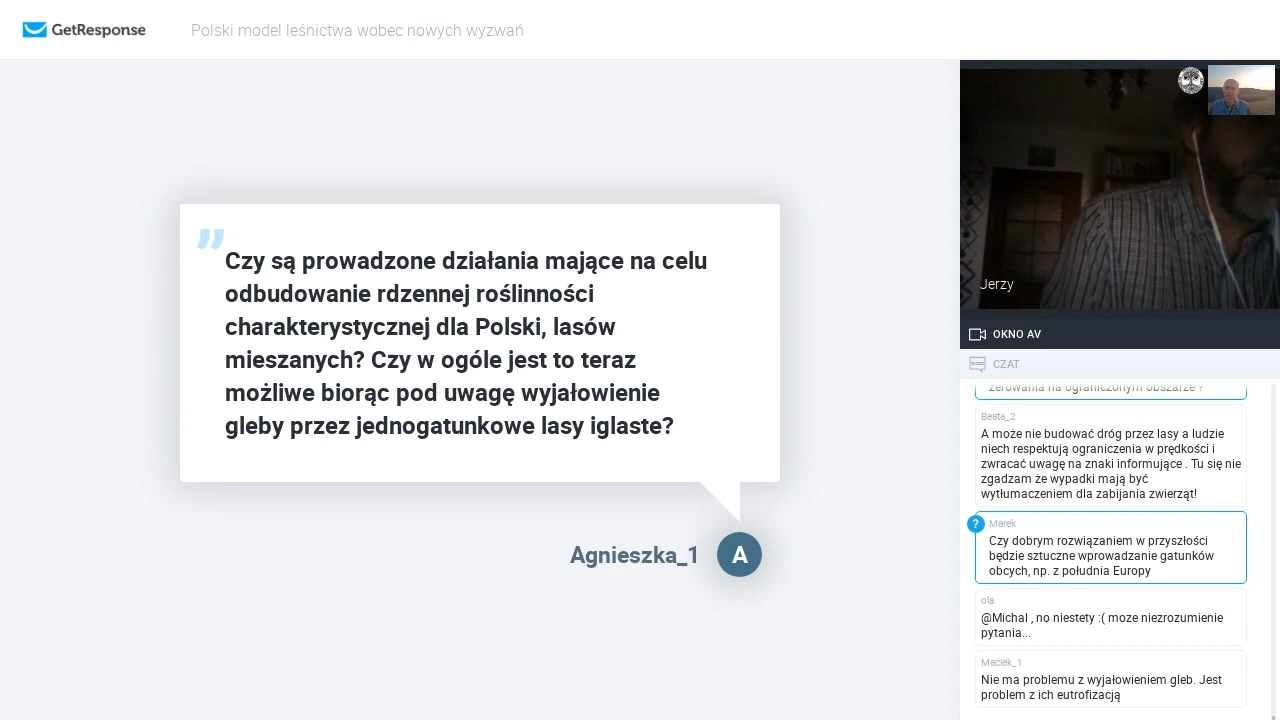 GetResponse
Polski model leśnictwa wobec nowych wyzwań
”
Czy są prowadzone działania mające na celu
odbudowanie rdzennej roślinności
charakterystycznej dla Polski, lasów
mieszanych? Czy w ogóle jest to teraz
możliwe biorąc pod uwagę wyjałowienie
gleby przez jednogatunkowe lasy iglaste?
Agnieszka_1
A
Jerzy
OKNO AV
CZAT
żerowania na ograniczonym obszarze ?
Beata_2
A może nie budować dróg przez lasy a ludzie
niech respektują ograniczenia w prędkości i
zwracać uwagę na znaki informujące . Tu się nie
zgadzam że wypadki mają być
wytłumaczeniem dla zabijania zwierząt!
?
Marek
Czy dobrym rozwiązaniem w przyszłości
będzie sztuczne wprowadzanie gatunków
obcych, np. z południa Europy
ola
@Michal , no niestety :( moze niezrozumienie
pytania...
Maciek_1
Nie ma problemu z wyjałowieniem gleb. Jest
problem z ich eutrofizacją